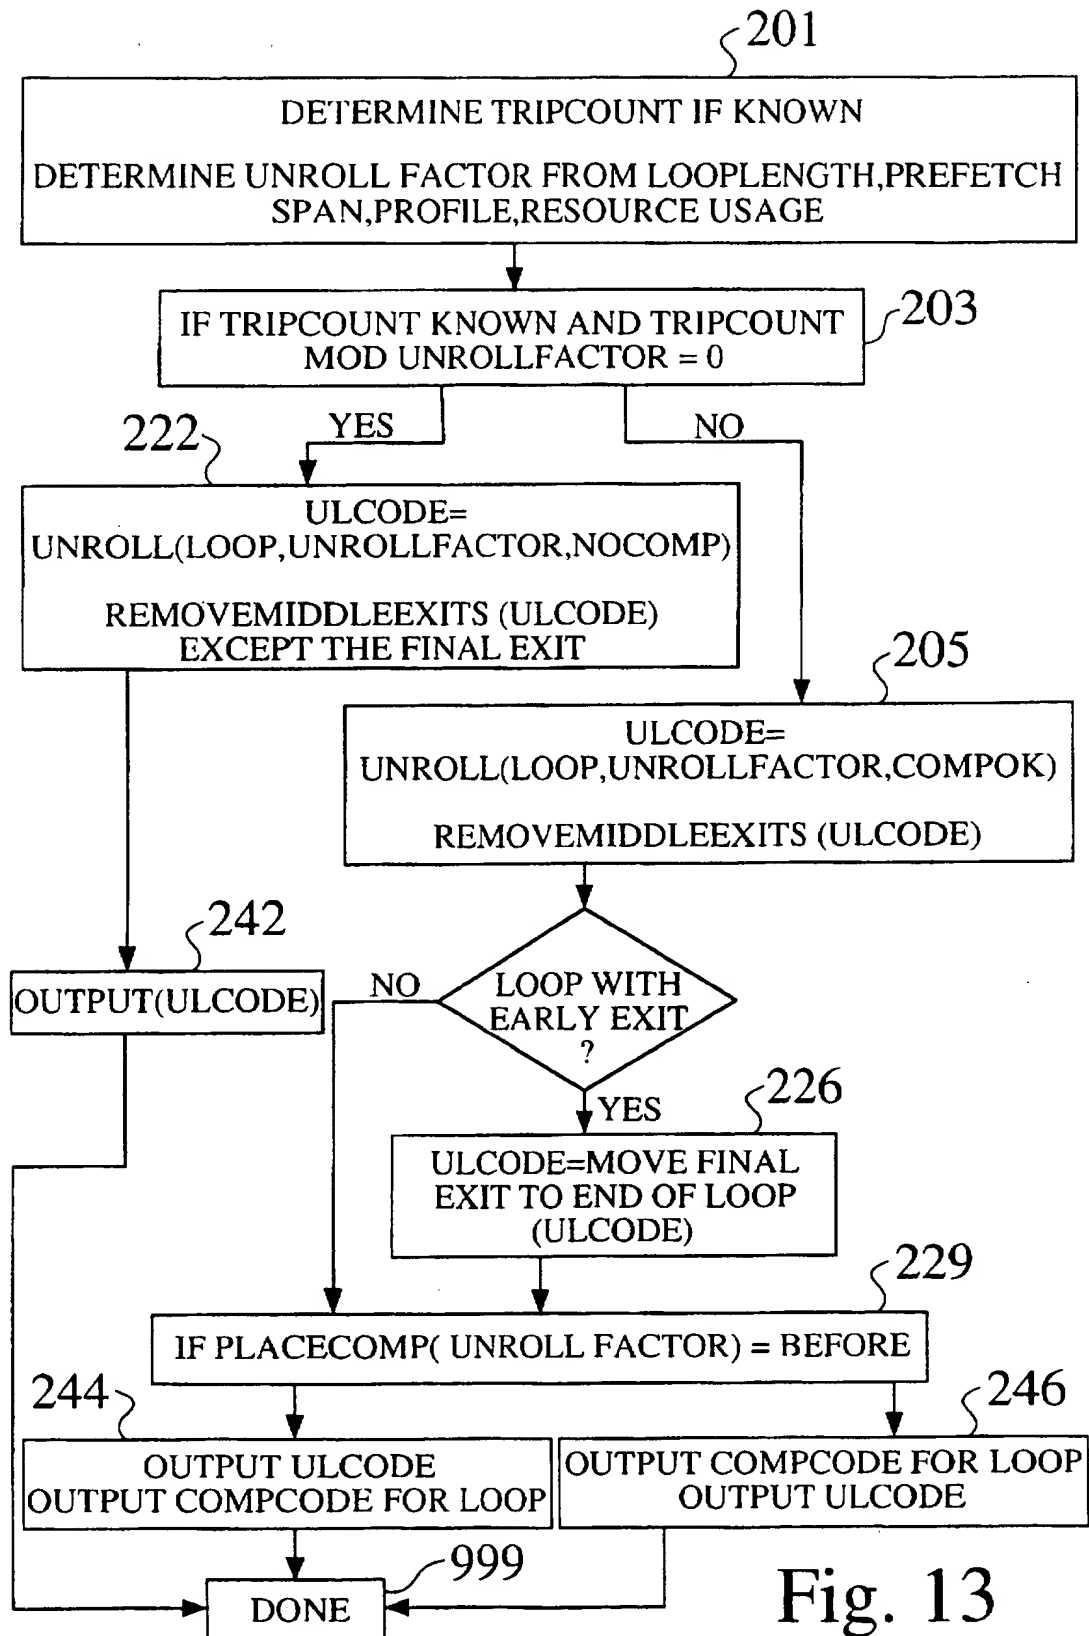 201
DETERMINE TRIPCOUNT IF KNOWN
DETERMINE UNROLL FACTOR FROM LOOPLENGTH,PREFETCH
SPAN,PROFILE,RESOURCE USAGE
203
IF TRIPCOUNT KNOWN AND TRIPCOUNT
MOD UNROLLFACTOR = 0
YES
NO
222
ULCODE=
UNROLL(LOOP,UNROLLFACTOR,NOCOMP)
REMOVEMIDDLEEXITS (ULCODE)
EXCEPT THE FINAL EXIT
205
ULCODE=
UNROLL(LOOP,UNROLLFACTOR,COMPOK)
REMOVEMIDDLEEXITS (ULCODE)
242
OUTPUT(ULCODE)
NO
LOOP WITH
EARLY EXIT
?
YES
226
ULCODE=MOVE FINAL
EXIT TO END OF LOOP
(ULCODE)
229
IF PLACECOMP( UNROLL FACTOR) = BEFORE
244
OUTPUT ULCODE
OUTPUT COMPCODE FOR LOOP
246
OUTPUT COMPCODE FOR LOOP
OUTPUT ULCODE
999
DONE
Fig. 13